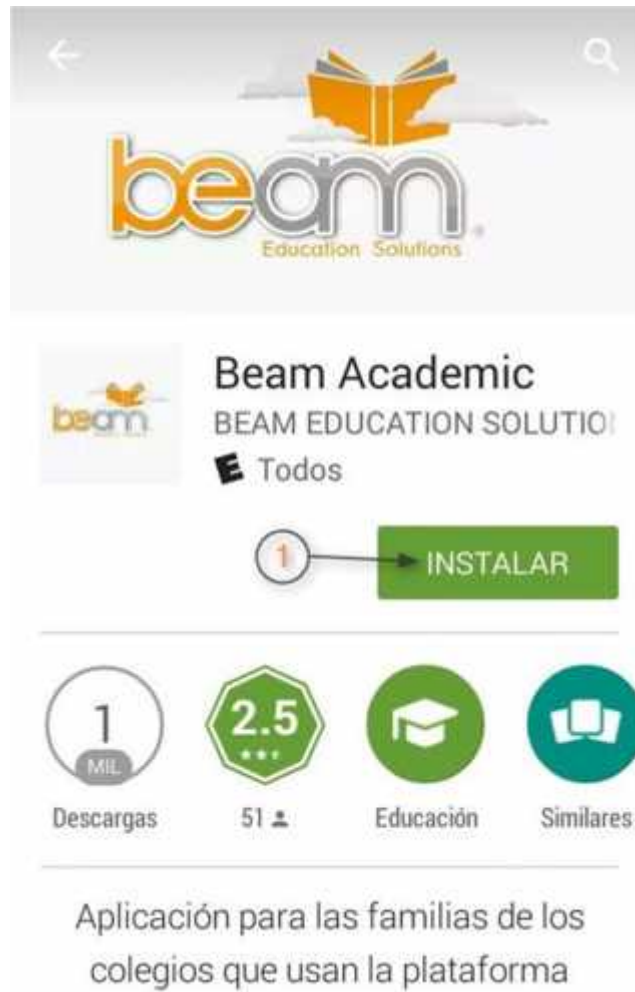 beam
Education Solutions
beam
Beam Academic
BEAM EDUCATION SOLUTIO
E Todos
1
INSTALAR
1
MIL
2.5
Descargas
51
Educación
Similares
Aplicación para las familias de los
colegios que usan la plataforma